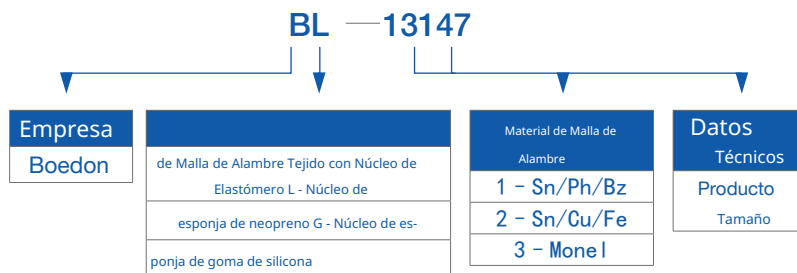 BL — 13147
Empresa
Boedon
de Malla de Alambre Tejido con Núcleo de
Elastómero L - Núcleo de
esponja de neopreno G - Núcleo de es-
ponja de goma de silicona
Material de Malla de
Alambre
1 - Sn/Ph/Bz
2 - Sn/Cu/Fe
3 - Monel
Datos
Técnicos
Producto
Tamaño